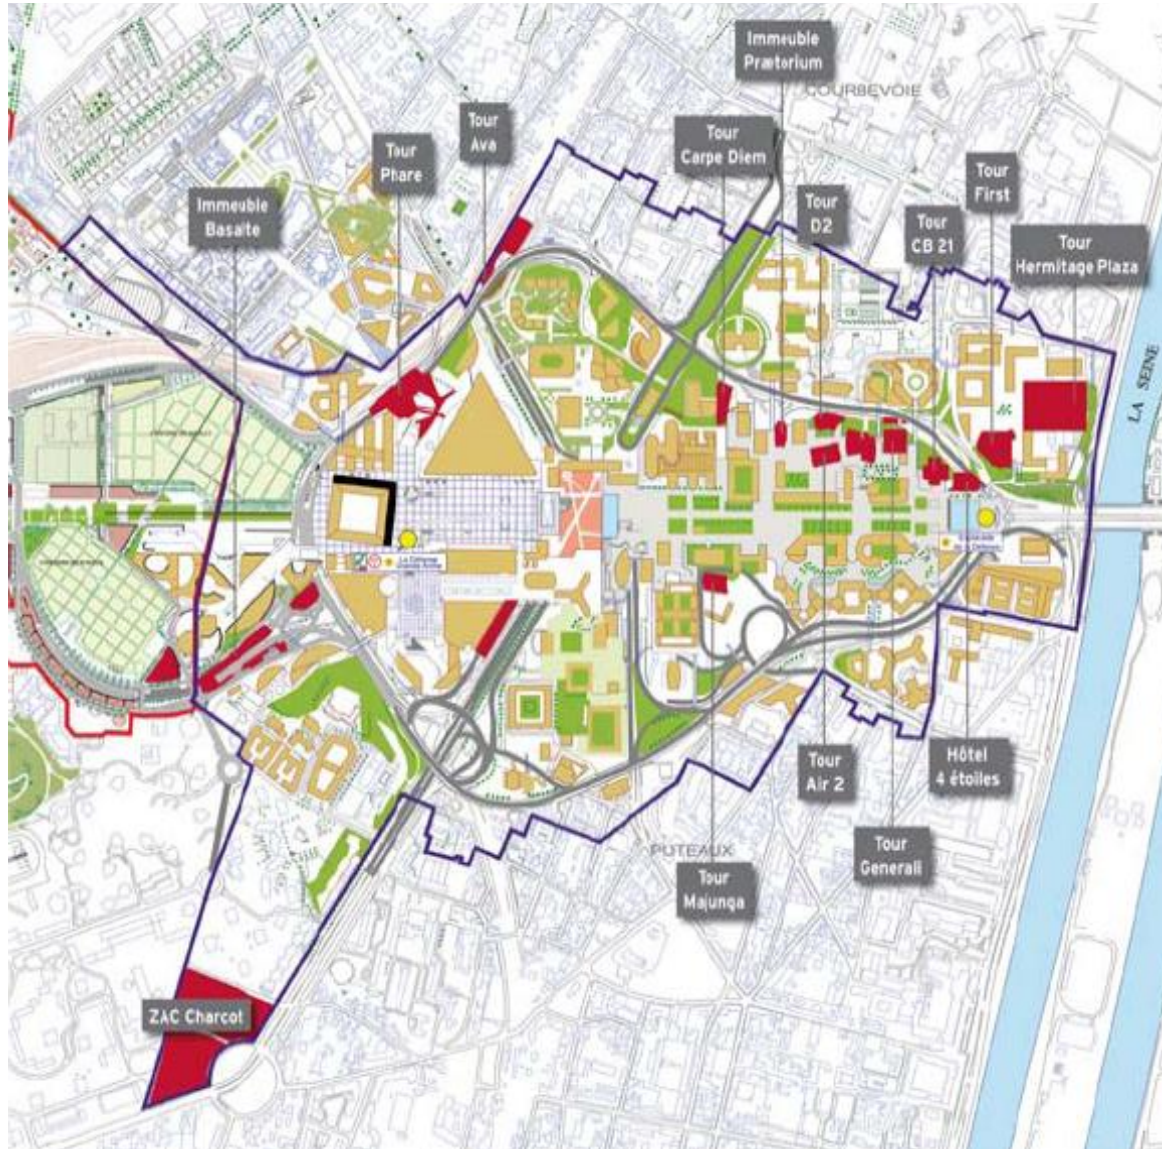 Immeuble
Prætorium
COURBEVOIE
Tour
Ava
Tour
Carpe Diem
Tour
Phare
Tour
First
Immeuble
Basalte
Tour
D2
Tour
CB 21
Tour
Hermitage Plaza
LA SEINE
Tour
Air 2
Hôtel
4 étoiles
Tour
Generali
PUTEAUX
Tour
Majunga
ZAC Charcot